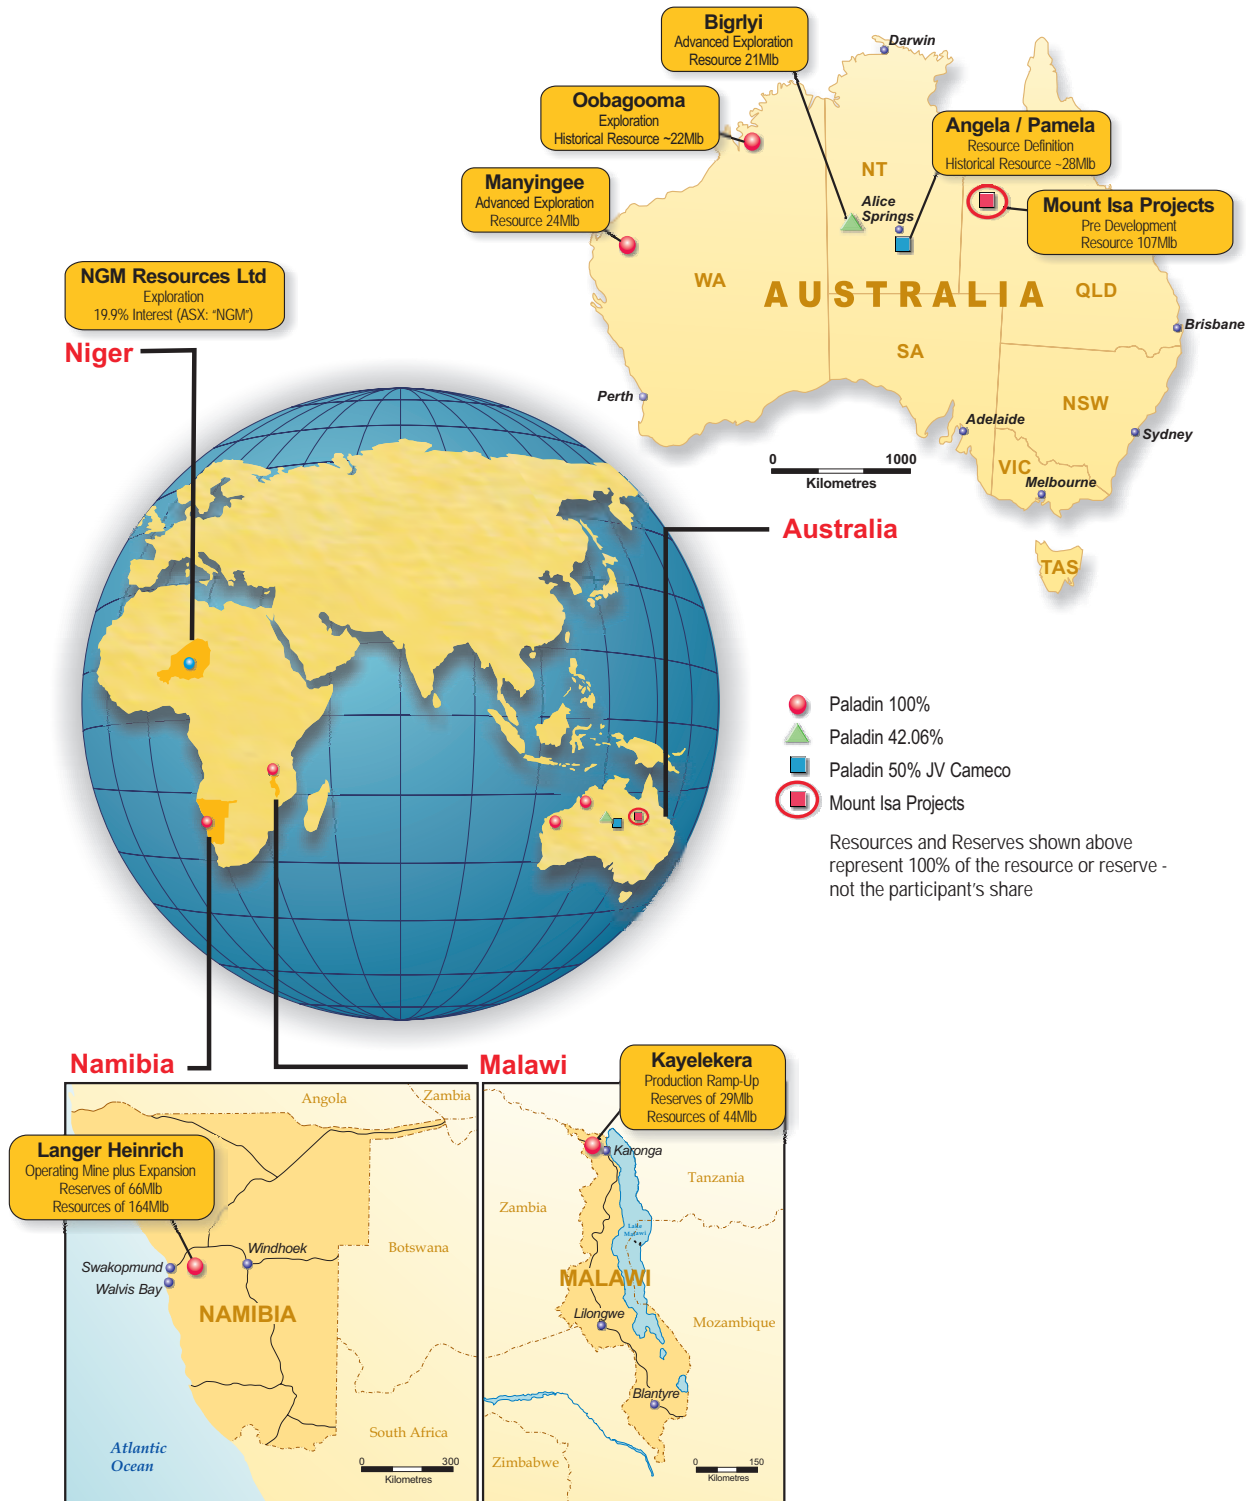 Bigrlyi
Advanced Exploration
Resource 21Mlb
Darwin
Oobagooma
Exploration
Historical Resource ~22Mlb
Angela / Pamela
Resource Definition
Historical Resource ~28Mlb
NT
Manyingee
Advanced Exploration
Resource 24Mlb
Alice
Springs
Mount Isa Projects
Pre Development
Resource 107Mlb
WA
AUSTRALIA
QLD
NGM Resources Ltd
Exploration
19.9% Interest (ASX: “NGM”)
Brisbane
Niger
SA
Perth
NSW
Adelaide
Sydney
VIC
Melbourne
0 1000
Kilometres
Australia
TAS
Paladin 100%
Paladin 42.06%
Paladin 50% JV Cameco
Mount Isa Projects
Resources and Reserves shown above
represent 100% of the resource or reserve -
not the participant's share
Namibia
Malawi
Kayelekera
Production Ramp-Up
Reserves of 29Mlb
Resources of 44Mlb
Angola
Zambia
Langer Heinrich
Operating Mine plus Expansion
Reserves of 66Mlb
Resources of 164Mlb
Windhoek
Swakopmund
Walvis Bay
Botswana
NAMIBIA
South Africa
Atlantic
Ocean
0 300
Kilometres
Karonga
Tanzania
Zambia
Lake
Malawi
MALAWI
Lilongwe
Mozambique
Blantyre
Zimbabwe
0 150
Kilometres